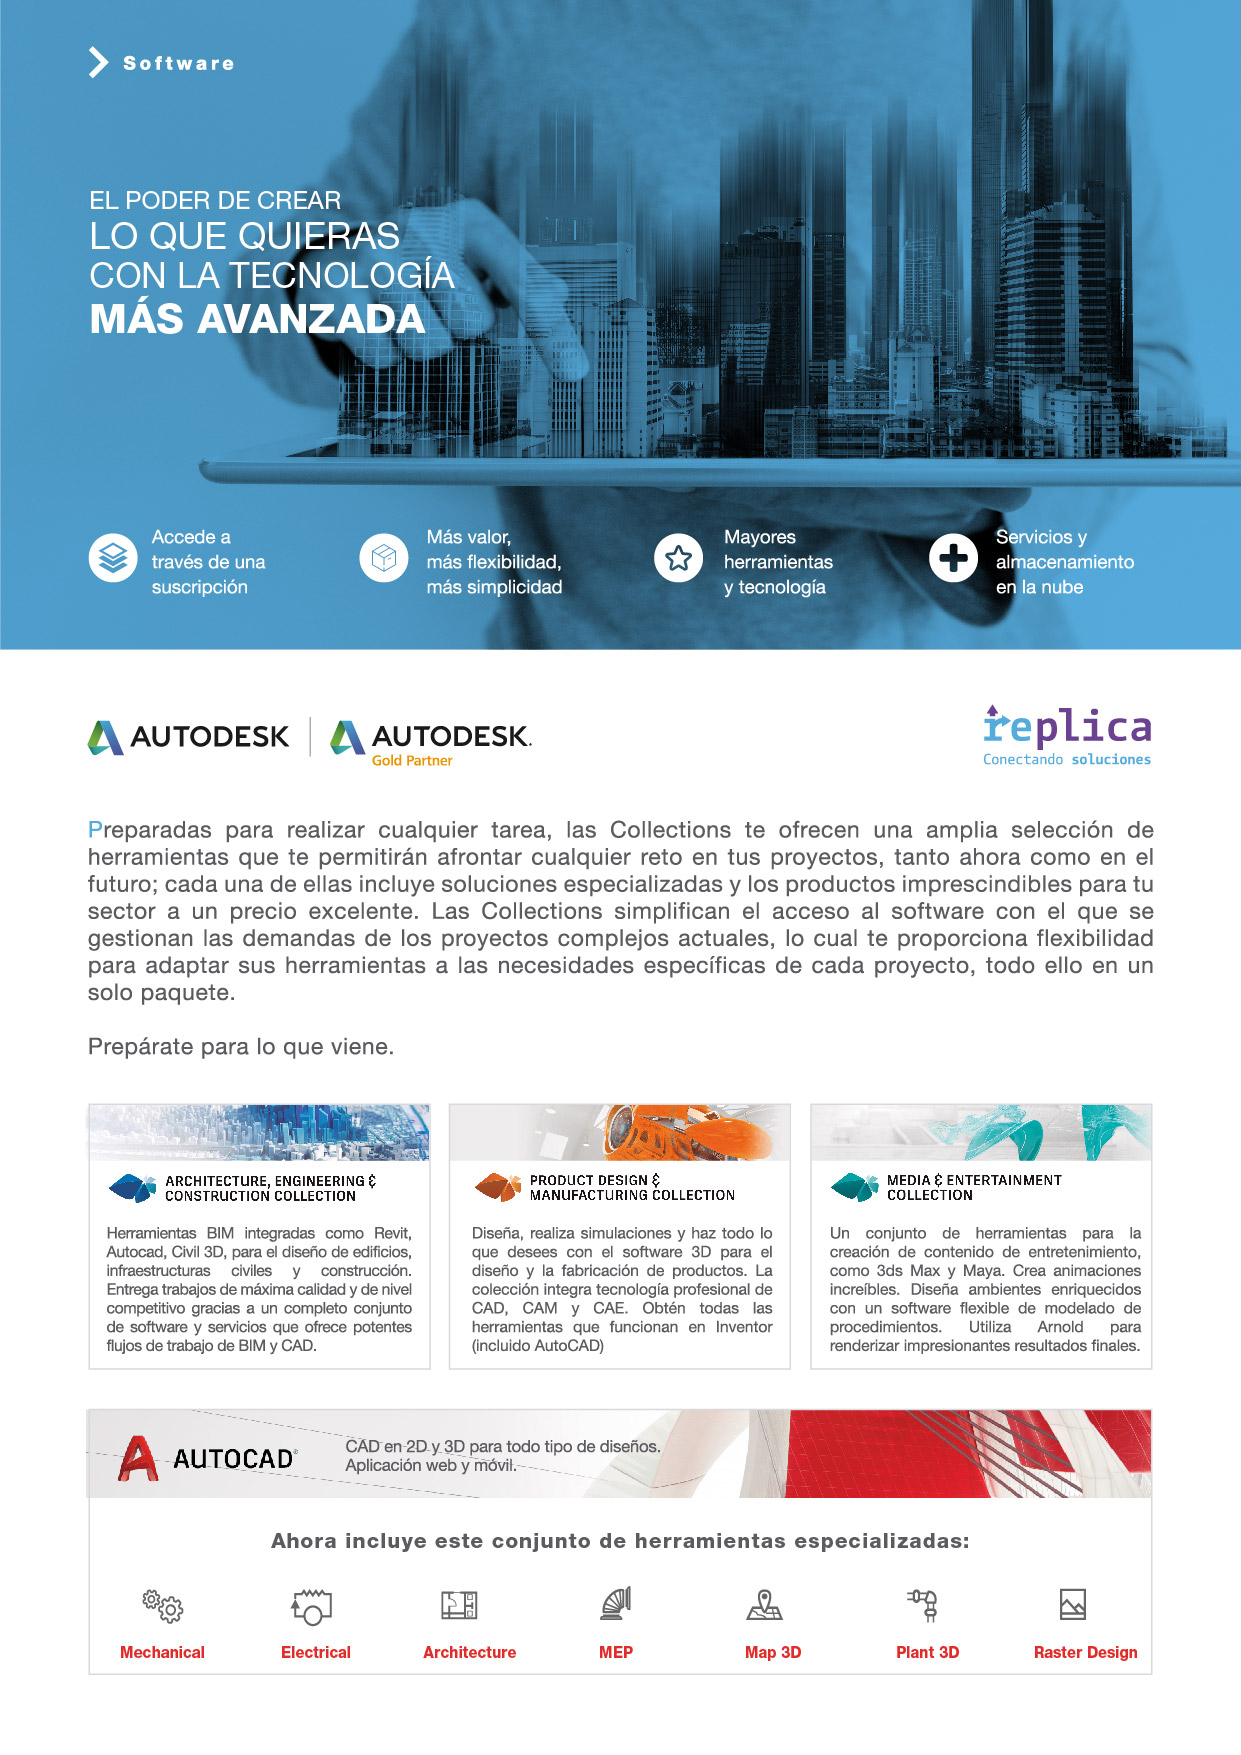 Software
EL PODER DE CREAR
LO QUE QUIERAS
CON LA TECNOLOGÍA
MÁS AVANZADA
Accede a
través de una
suscripción
Más valor,
más flexibilidad,
más simplicidad
Mayores
herramientas
y tecnología
Servicios y
almacenamiento
en la nube
AUTODESK
AUTODESK.
Gold Partner
replica
Conectando soluciones
Preparadas para realizar cualquier tarea, las Collections te ofrecen una amplia selección de
herramientas que te permitirán afrontar cualquier reto en tus proyectos, tanto ahora como en el
futuro; cada una de ellas incluye soluciones especializadas y los productos imprescindibles para tu
sector a un precio excelente. Las Collections simplifican el acceso al software con el que se
gestionan las demandas de los proyectos complejos actuales, lo cual te proporciona flexibilidad
para adaptar sus herramientas a las necesidades específicas de cada proyecto, todo ello en un
solo paquete.
Prepárate para lo que viene.
ARCHITECTURE, ENGINEERING &
CONSTRUCTION COLLECTION
Herramientas BIM integradas como Revit,
Autocad, Civil 3D, para el diseño de edificios,
infraestructuras civiles y construcción.
Entrega trabajos de máxima calidad y de nivel
competitivo gracias a un completo conjunto
de software y servicios que ofrece potentes
flujos de trabajo de BIM y CAD.
PRODUCT DESIGN &
MANUFACTURING COLLECTION
Diseña, realiza simulaciones y haz todo lo
que desees con el software 3D para el
diseño y la fabricación de productos. La
colección integra tecnología profesional de
CAD, CAM y CAE. Obtén todas las
herramientas que funcionan en Inventor
(incluido AutoCAD)
MEDIA & ENTERTAINMENT
COLLECTION
Un conjunto de herramientas para la
creación de contenido de entretenimiento,
como 3ds Max y Maya. Crea animaciones
increíbles. Diseña ambientes enriquecidos
con un software flexible de modelado de
procedimientos. Utiliza Arnold para
renderizar impresionantes resultados finales.
AUTOCAD®
CAD en 2D y 3D para todo tipo de diseños.
Aplicación web y móvil.
Ahora incluye este conjunto de herramientas especializadas:
Mechanical
Electrical
Architecture
MEP
Map 3D
Plant 3D
Raster Design